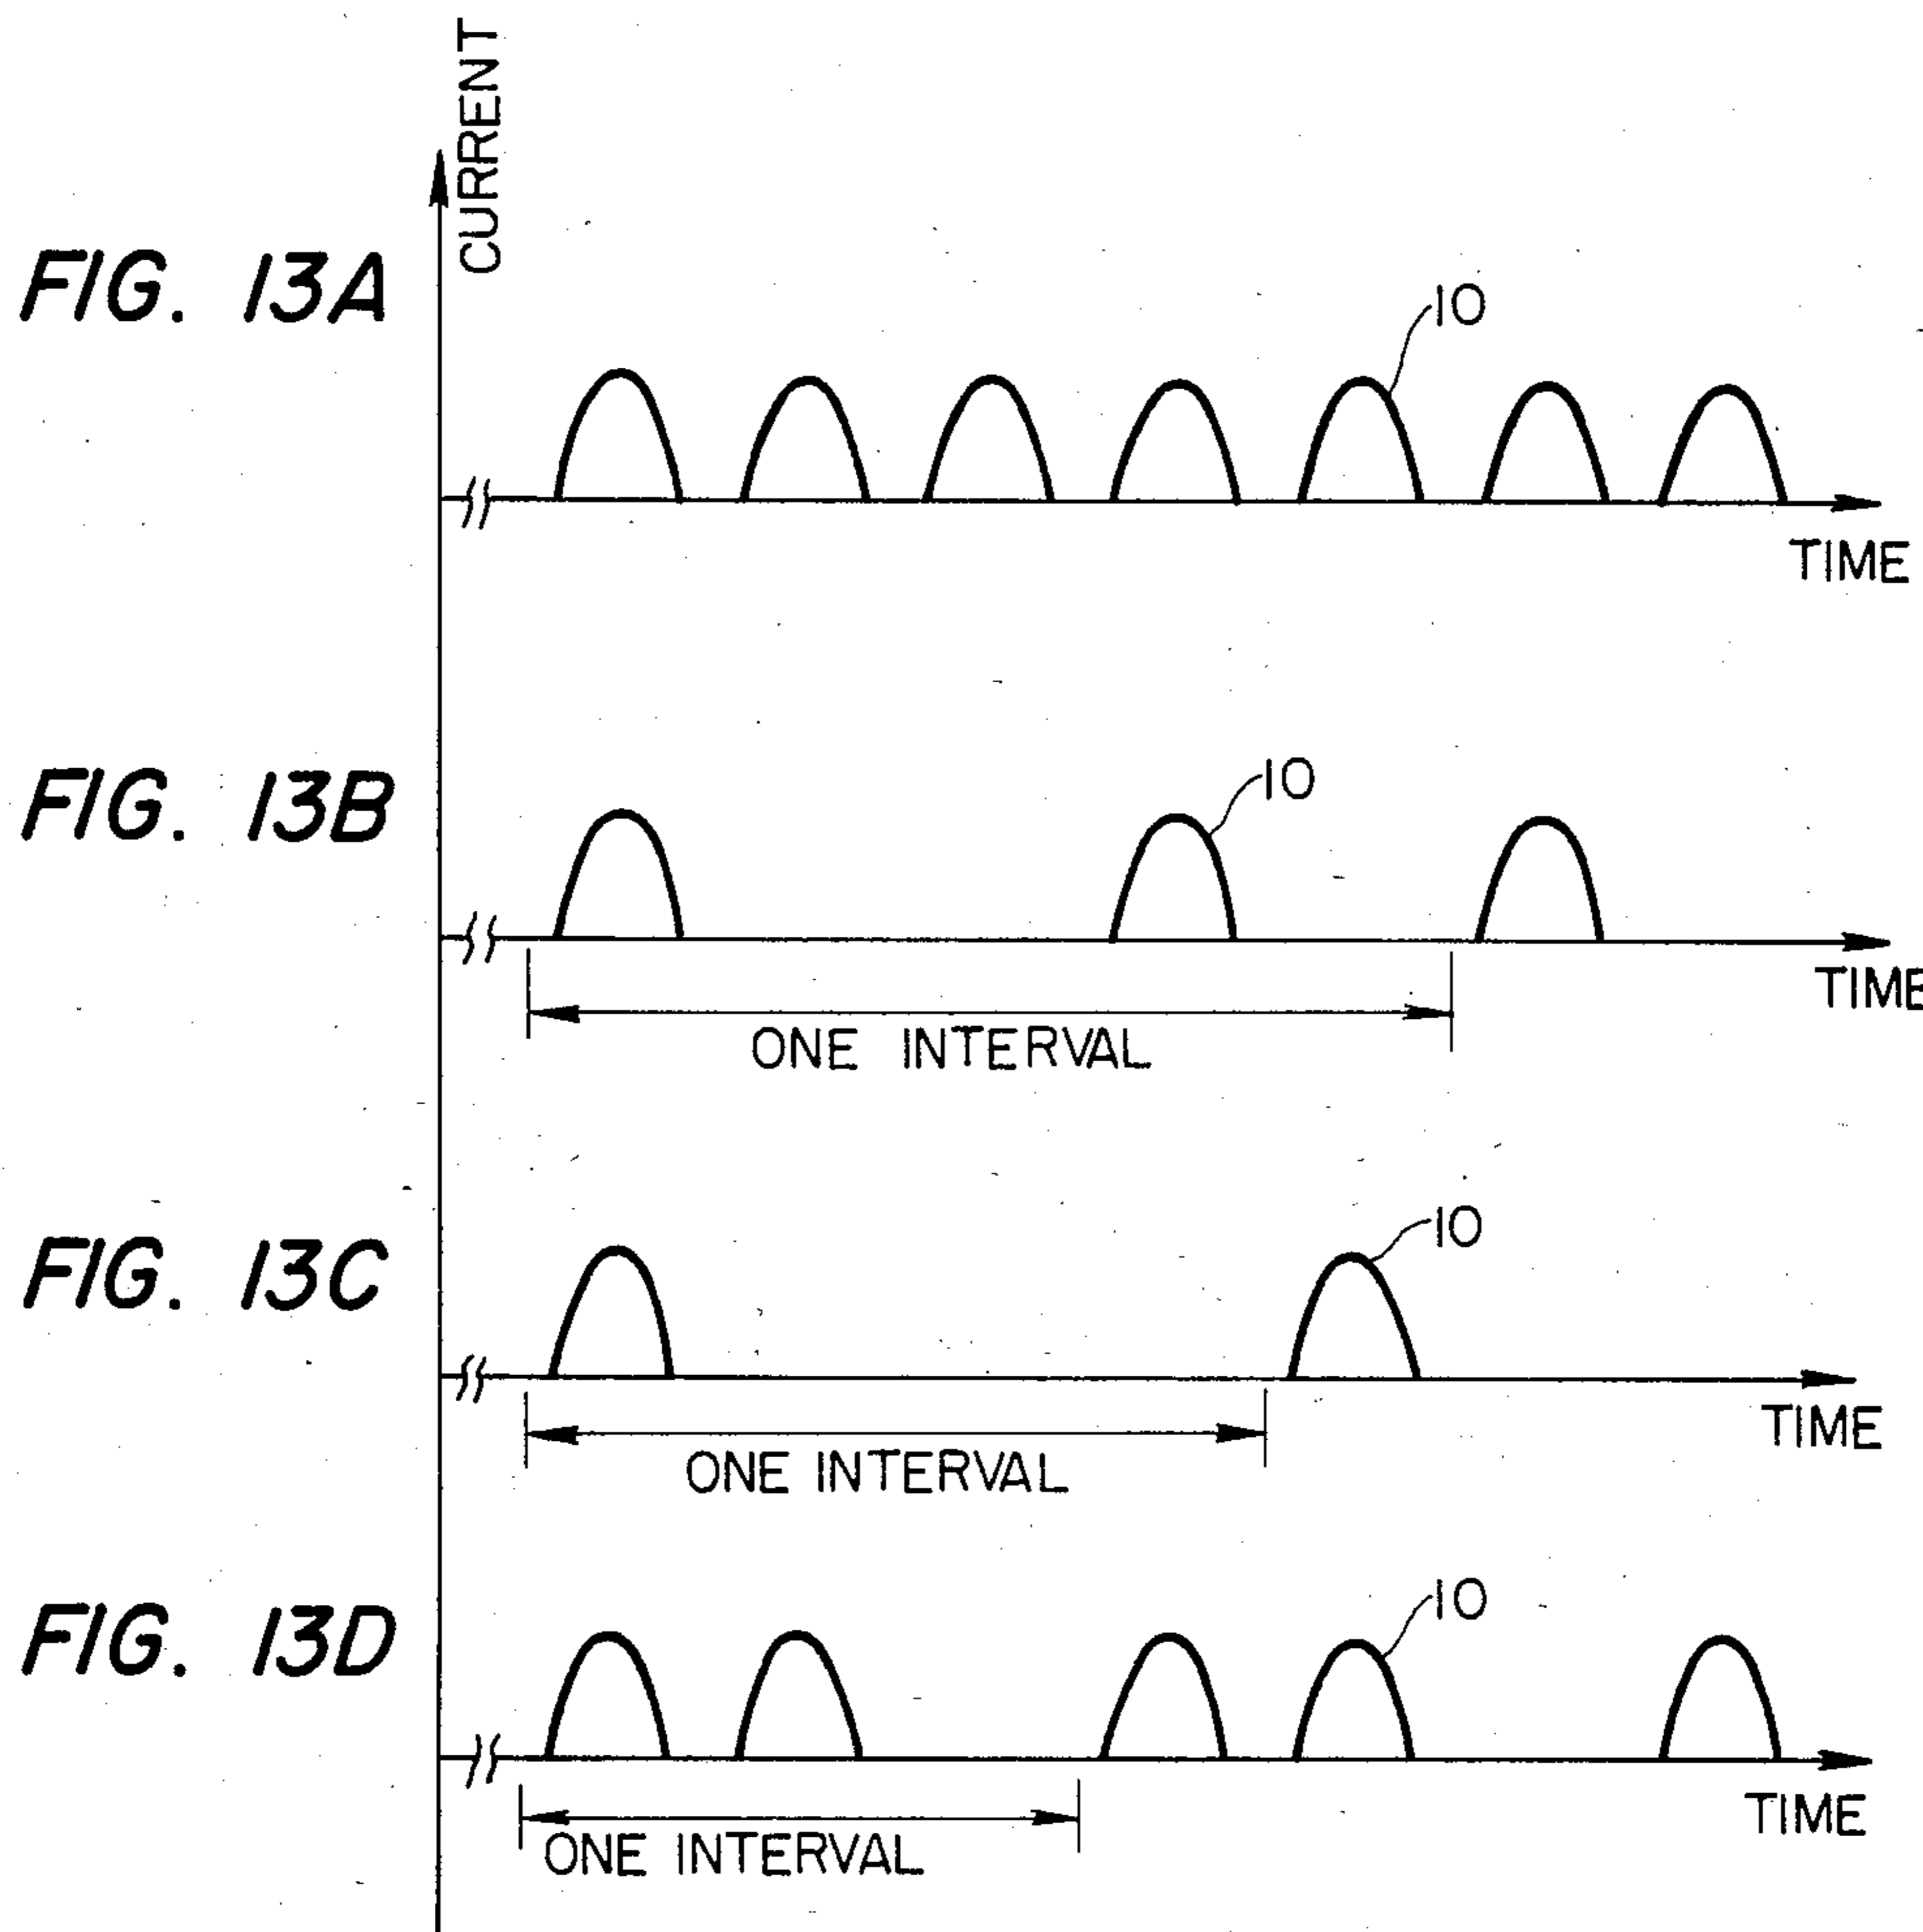 CURRENT
FIG. 13A
10
TIME
FIG. 13B
10
TIME
ONE INTERVAL
FIG. 13C
10
TIME
ONE INTERVAL
FIG. 13D
10
TIME
ONE INTERVAL